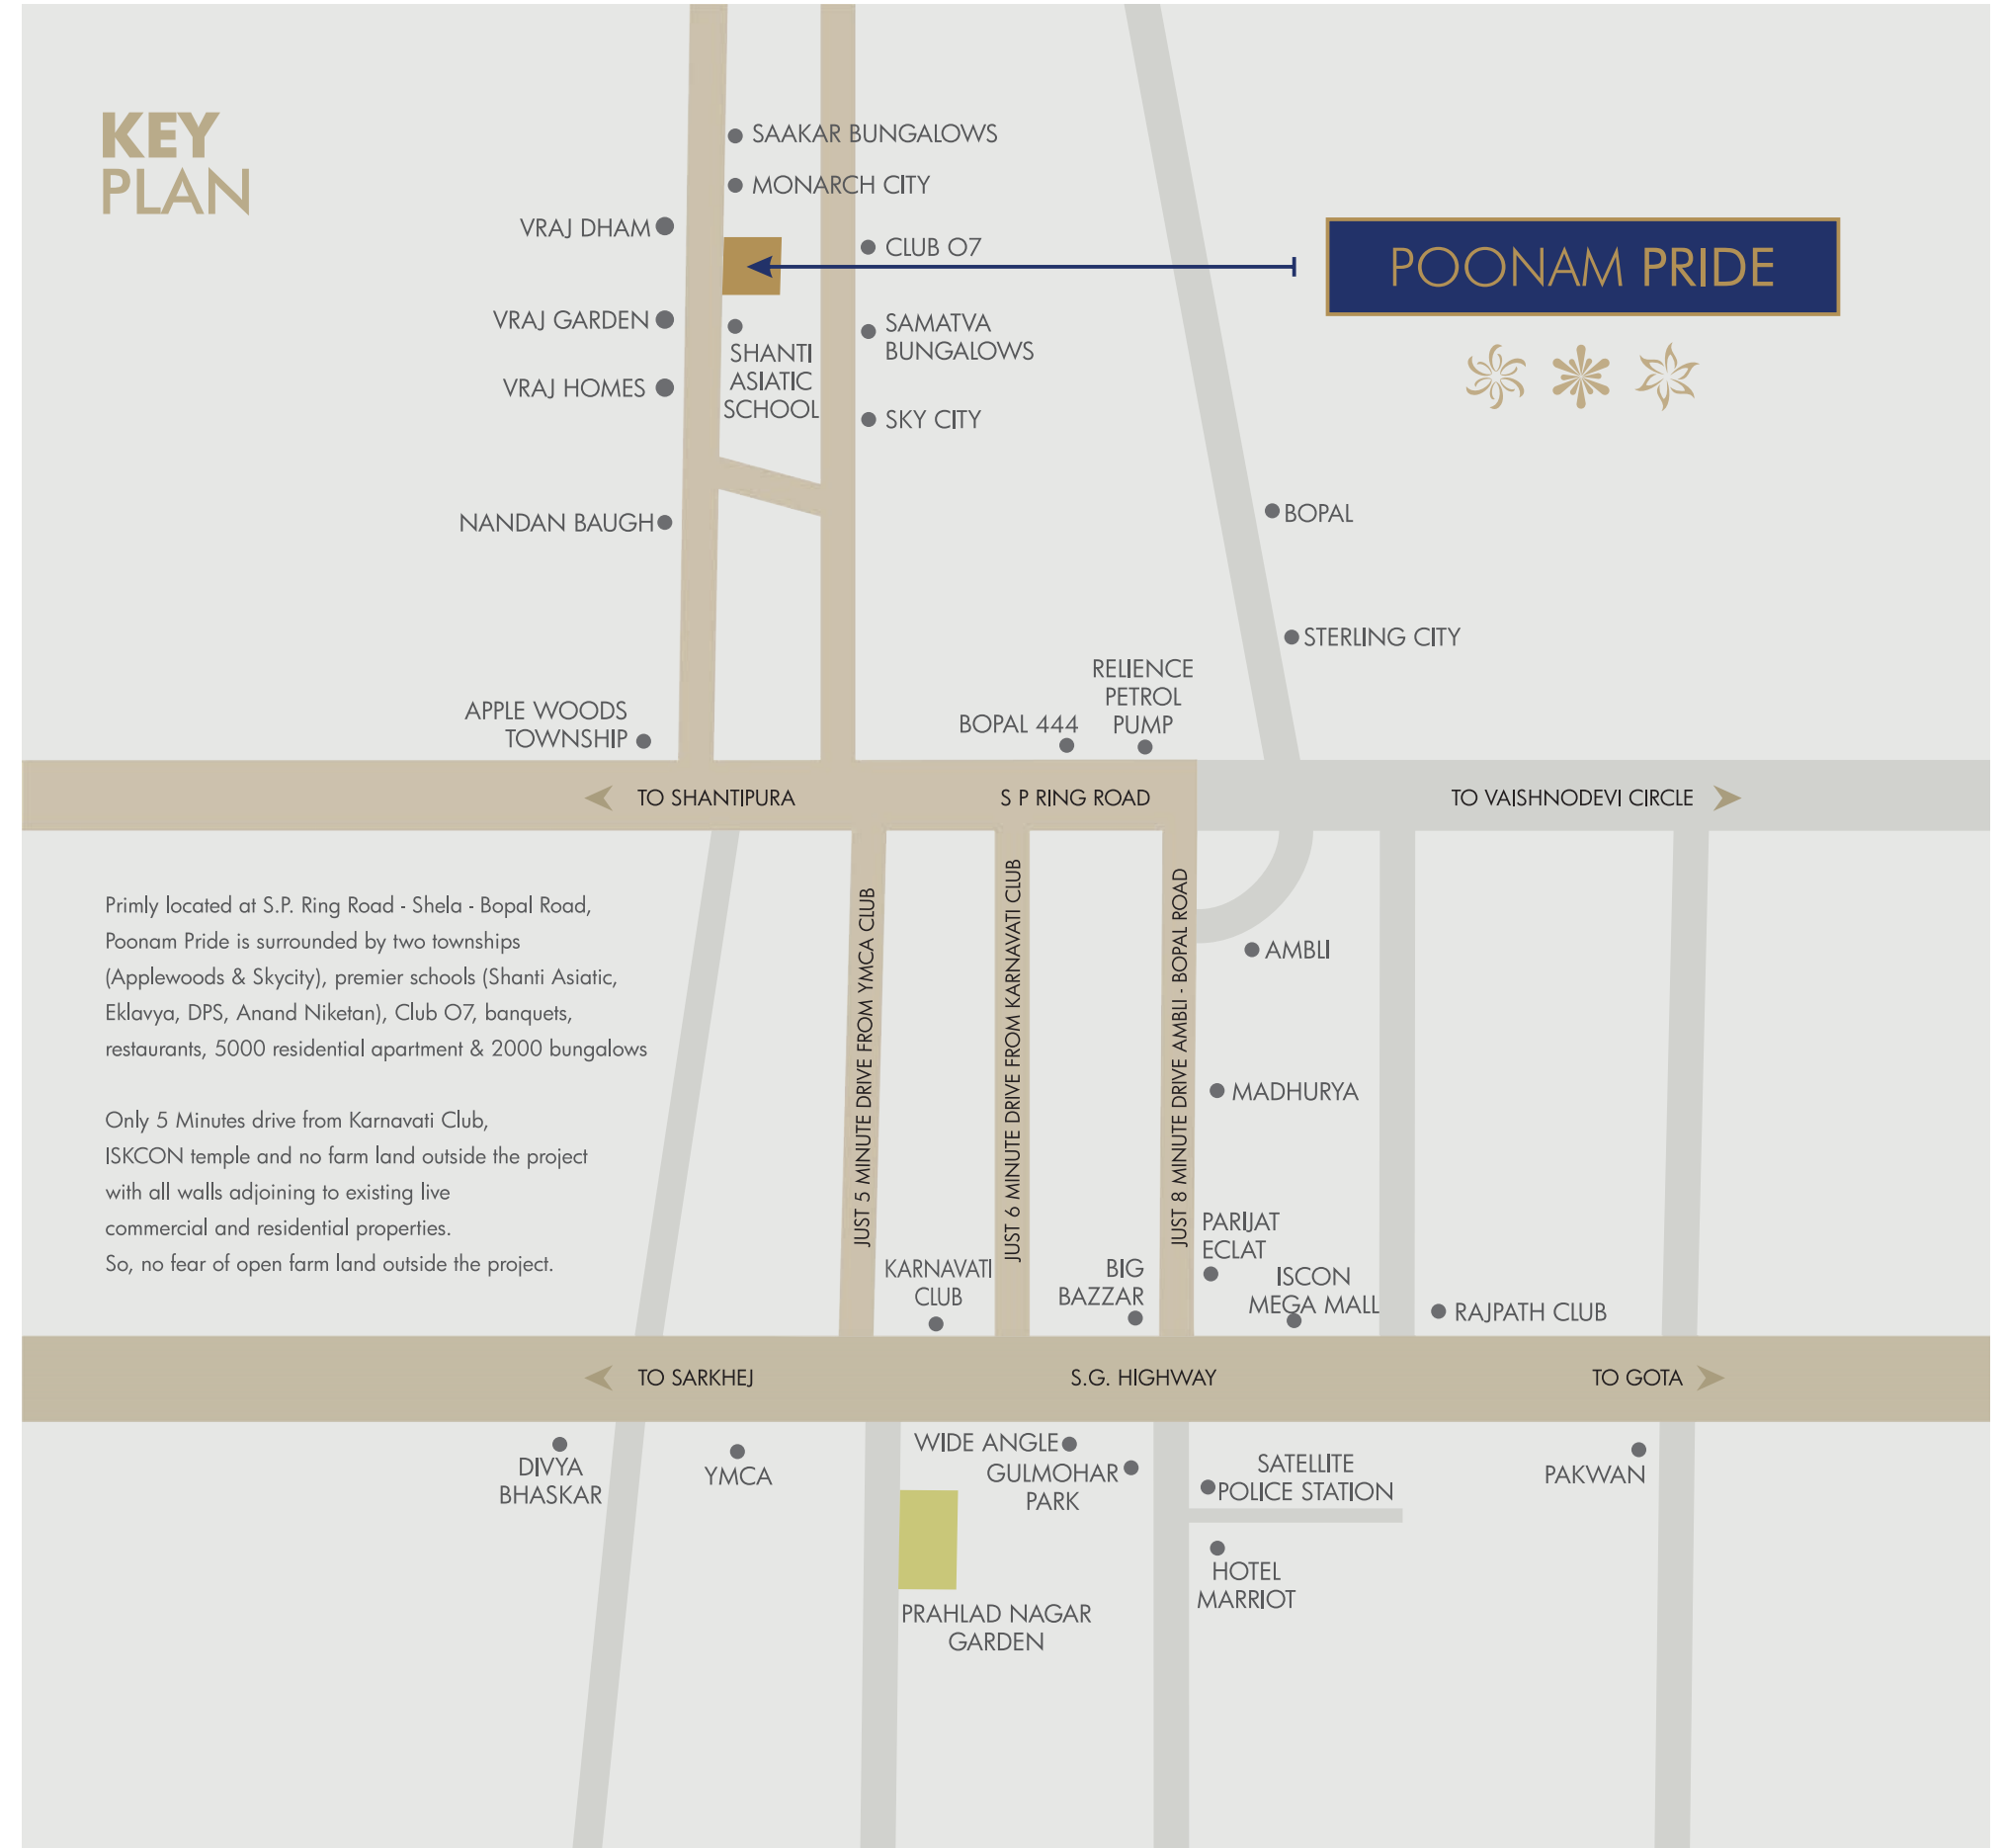 KEY
PLAN
SAAKAR BUNGALOWS
MONARCH CITY
VRAJ DHAM
CLUB O7
POONAM PRIDE
VRAJ GARDEN
SAMATVA
BUNGALOWS
SHANTI
ASIATIC
SCHOOL
VRAJ HOMES
SKY CITY
NANDAN BAUGH
BOPAL
STERLING CITY
RELIENCE
PETROL
PUMP
APPLE WOODS
TOWNSHIP
BOPAL 444
TO SHANTIPURA
S P RING ROAD
TO VAISHNODEVI CIRCLE
Primly located at S.P. Ring Road - Shela - Bopal Road,
Poonam Pride is surrounded by two townships
(Applewoods & Skycity), premier schools (Shanti Asiatic,
Eklavya, DPS, Anand Niketan), Club O7, banquets,
restaurants, 5000 residential apartment & 2000 bungalows
Only 5 Minutes drive from Karnavati Club,
ISKCON temple and no farm land outside the project
with all walls adjoining to existing live
commercial and residential properties.
So, no fear of open farm land outside the project.
JUST 5 MINUTE DRIVE FROM YMCA CLUB
JUST 6 MINUTE DRIVE FROM KARNAVATI CLUB
JUST 8 MINUTE DRIVE AMBLI - BOPAL ROAD
AMBLI
MADHURYA
PARIJAT
ECLAT
KARNAVATI
CLUB
BIG
BAZZAR
ISCON
MEGA MALL
RAJPATH CLUB
TO SARKHEJ
S.G. HIGHWAY
TO GOTA
DIVYA
BHASKAR
YMCA
WIDE ANGLE
GULMOHAR
PARK
SATELLITE
POLICE STATION
PAKWAN
HOTEL
MARRIOT
PRAHLAD NAGAR
GARDEN